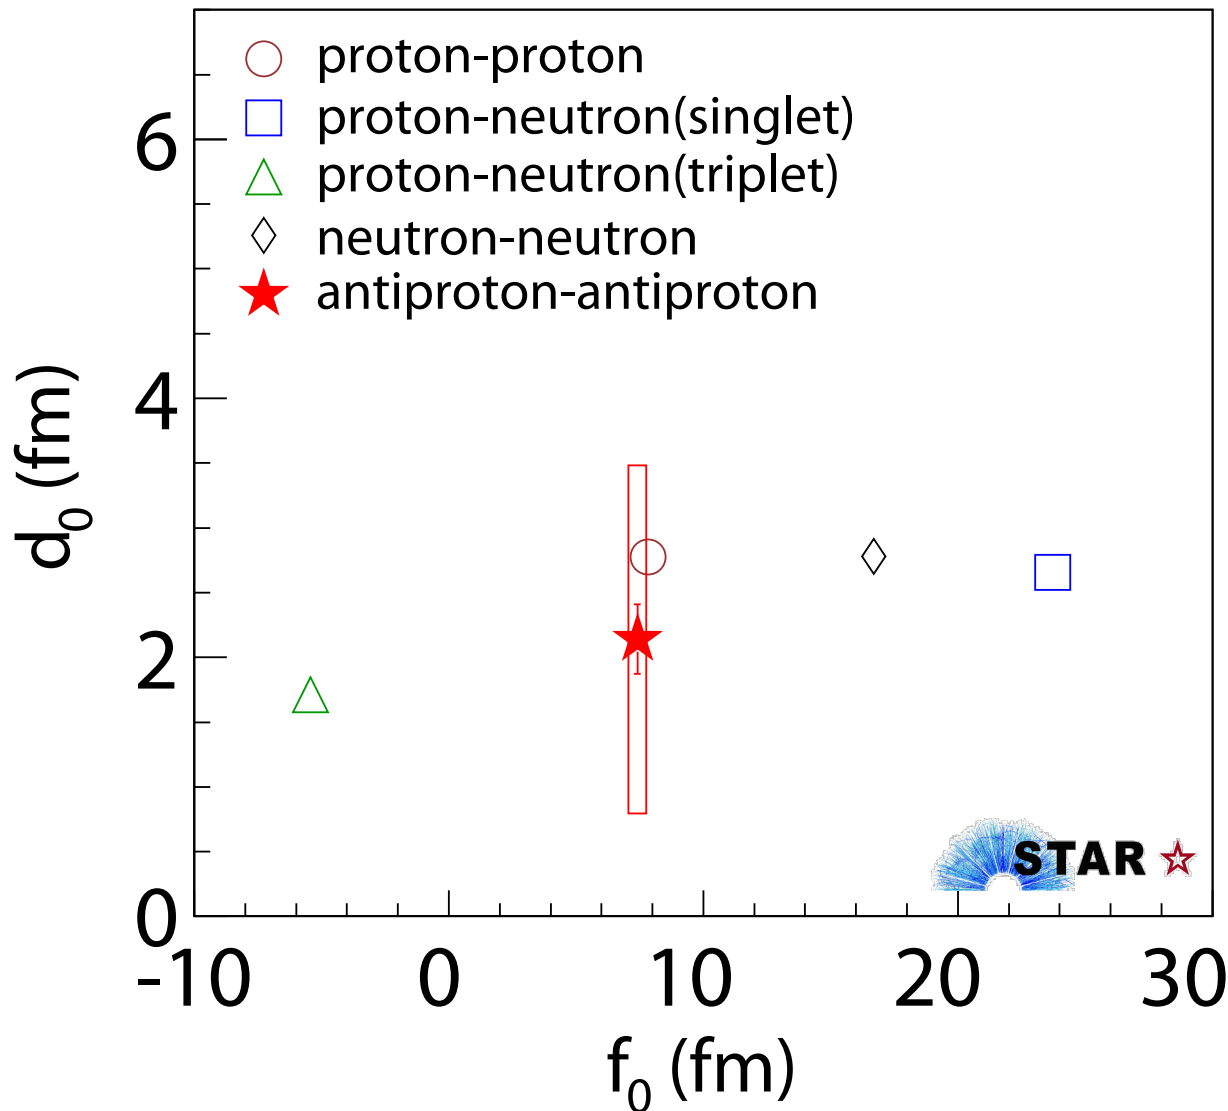 proton-proton
proton-neutron(singlet)
proton-neutron(triplet)
neutron-neutron
antiproton-antiproton
6
4
2
0
d₀ (fm)
STAR
-10 0 10 20 30
f₀ (fm)